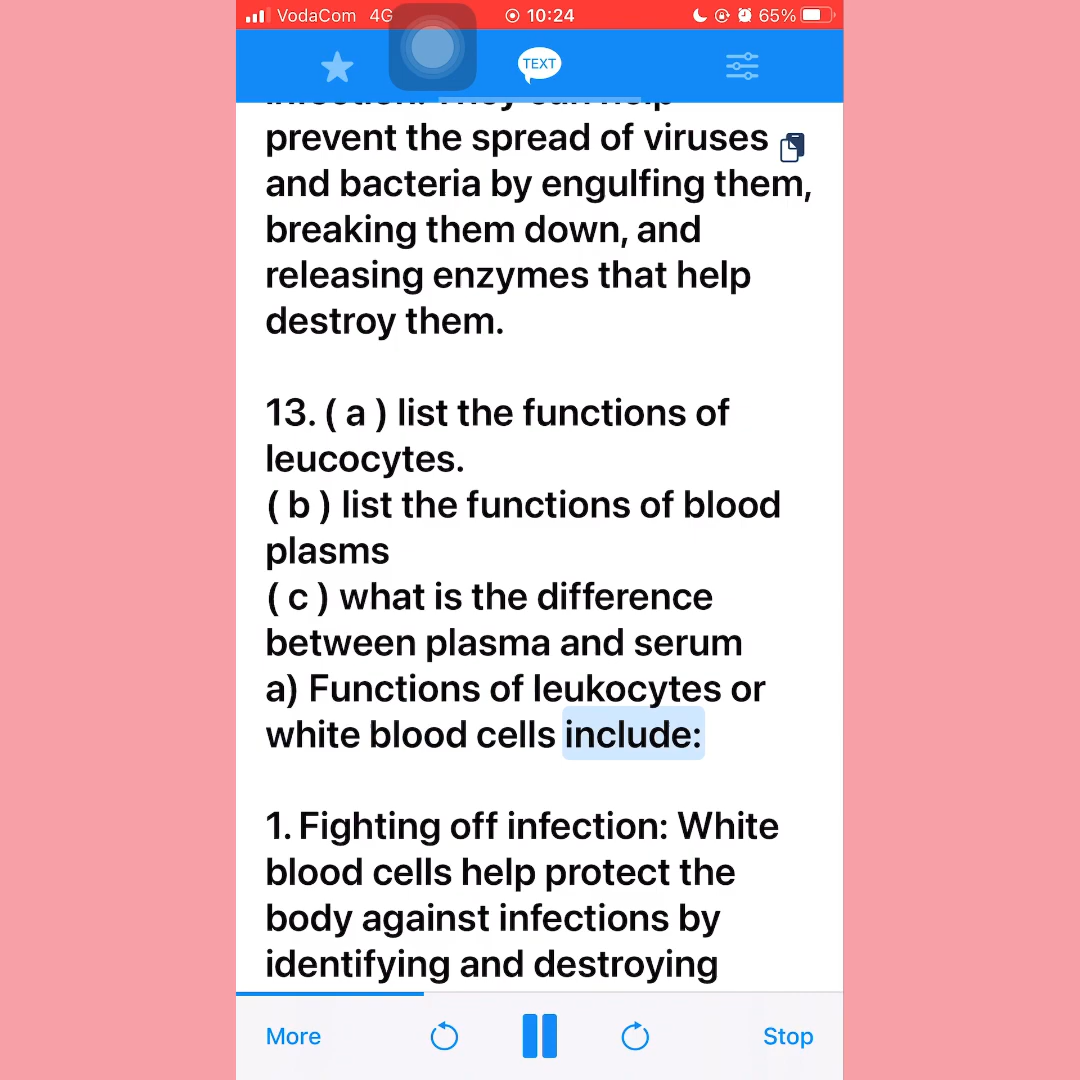 VodaCom 4G 10:24 65%
TEXT
prevent the spread of viruses
and bacteria by engulfing them,
breaking them down, and
releasing enzymes that help
destroy them.
13. ( a ) list the functions of
leucocytes.
( b ) list the functions of blood
plasms
( c ) what is the difference
between plasma and serum
a) Functions of leukocytes or
white blood cells include:
1. Fighting off infection: White
blood cells help protect the
body against infections by
identifying and destroying
More Stop